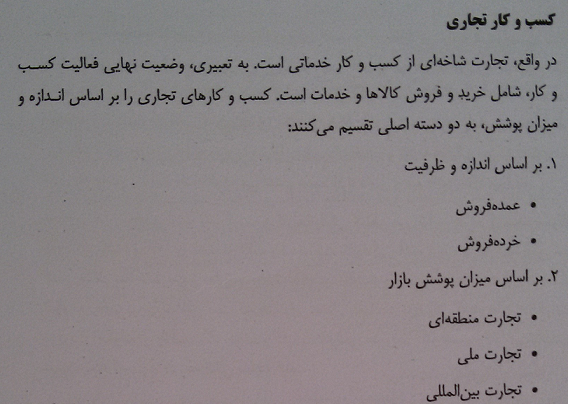 کسب و کار تجاری
در واقع، تجارت شاخه‌ای از کسب و کار خدماتی است. به تعبیری، وضعیت نهایی فعالیت کسب
و کار، شامل خرید و فروش کالاها و خدمات است. کسب و کارهای تجاری را بر اساس اندازه و
میزان پوشش، به دو دسته اصلی تقسیم می‌کنند:
۱. بر اساس اندازه و ظرفیت
• عمده‌فروش
• خرده‌فروش
۲. بر اساس میزان پوشش بازار
• تجارت منطقه‌ای
• تجارت ملی
• تجارت بین‌المللی